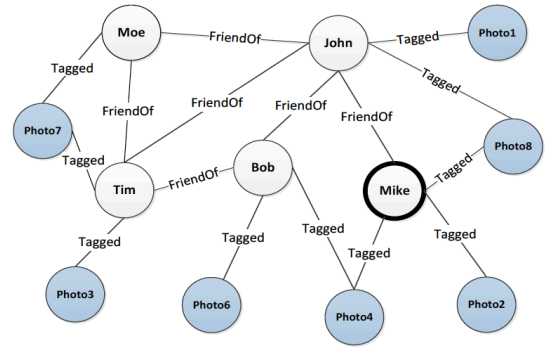 Moe
FriendOf
John
Tagged
Photo1
Tagged
Tagged
FriendOf
FriendOf
FriendOf
FriendOf
Photo7
Photo8
Tagged
Tagged
Tim
FriendOf
Bob
Mike
Tagged
Tagged
Tagged
Tagged
Tagged
Photo3
Photo6
Photo4
Photo2